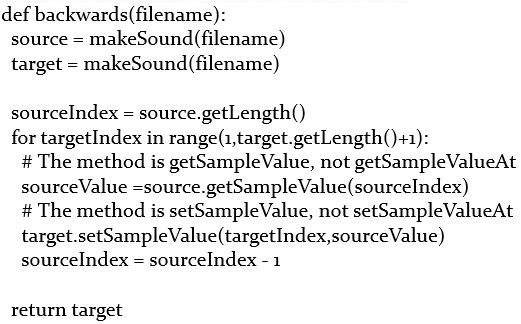 def backwards(filename):
  source = makeSound(filename)
  target = makeSound(filename)

  sourceIndex = source.getLength()
  for targetIndex in range(1,target.getLength()+1):
    # The method is getSampleValue, not getSampleValueAt
    sourceValue =source.getSampleValue(sourceIndex)
    # The method is setSampleValue, not setSampleValueAt
    target.setSampleValue(targetIndex,sourceValue)
    sourceIndex = sourceIndex - 1

  return target